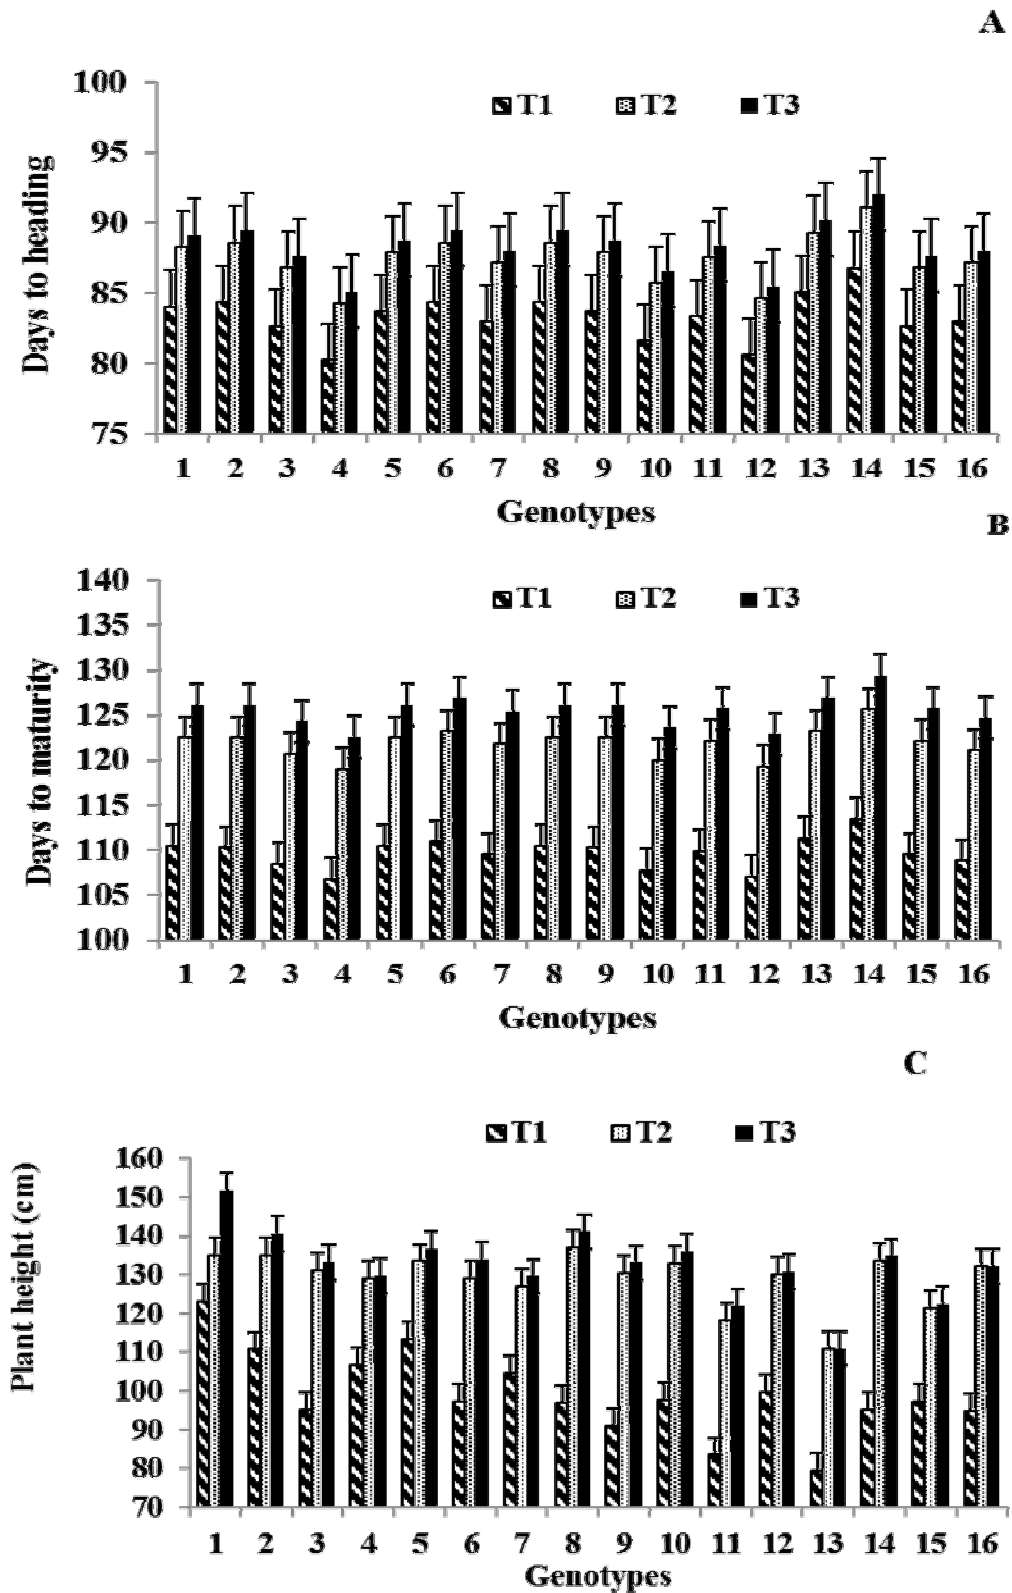 A
100
T1 T2 T3
95
90
85
80
75
Days to heading
1 2 3 4 5 6 7 8 9 10 11 12 13 14 15 16
Genotypes
B
140
T1 T2 T3
135
130
125
120
115
110
105
100
Days to maturity
1 2 3 4 5 6 7 8 9 10 11 12 13 14 15 16
Genotypes
C
T1 T2 T3
160
150
140
130
120
110
100
90
80
70
Plant height (cm)
1 2 3 4 5 6 7 8 9 10 11 12 13 14 15 16
Genotypes